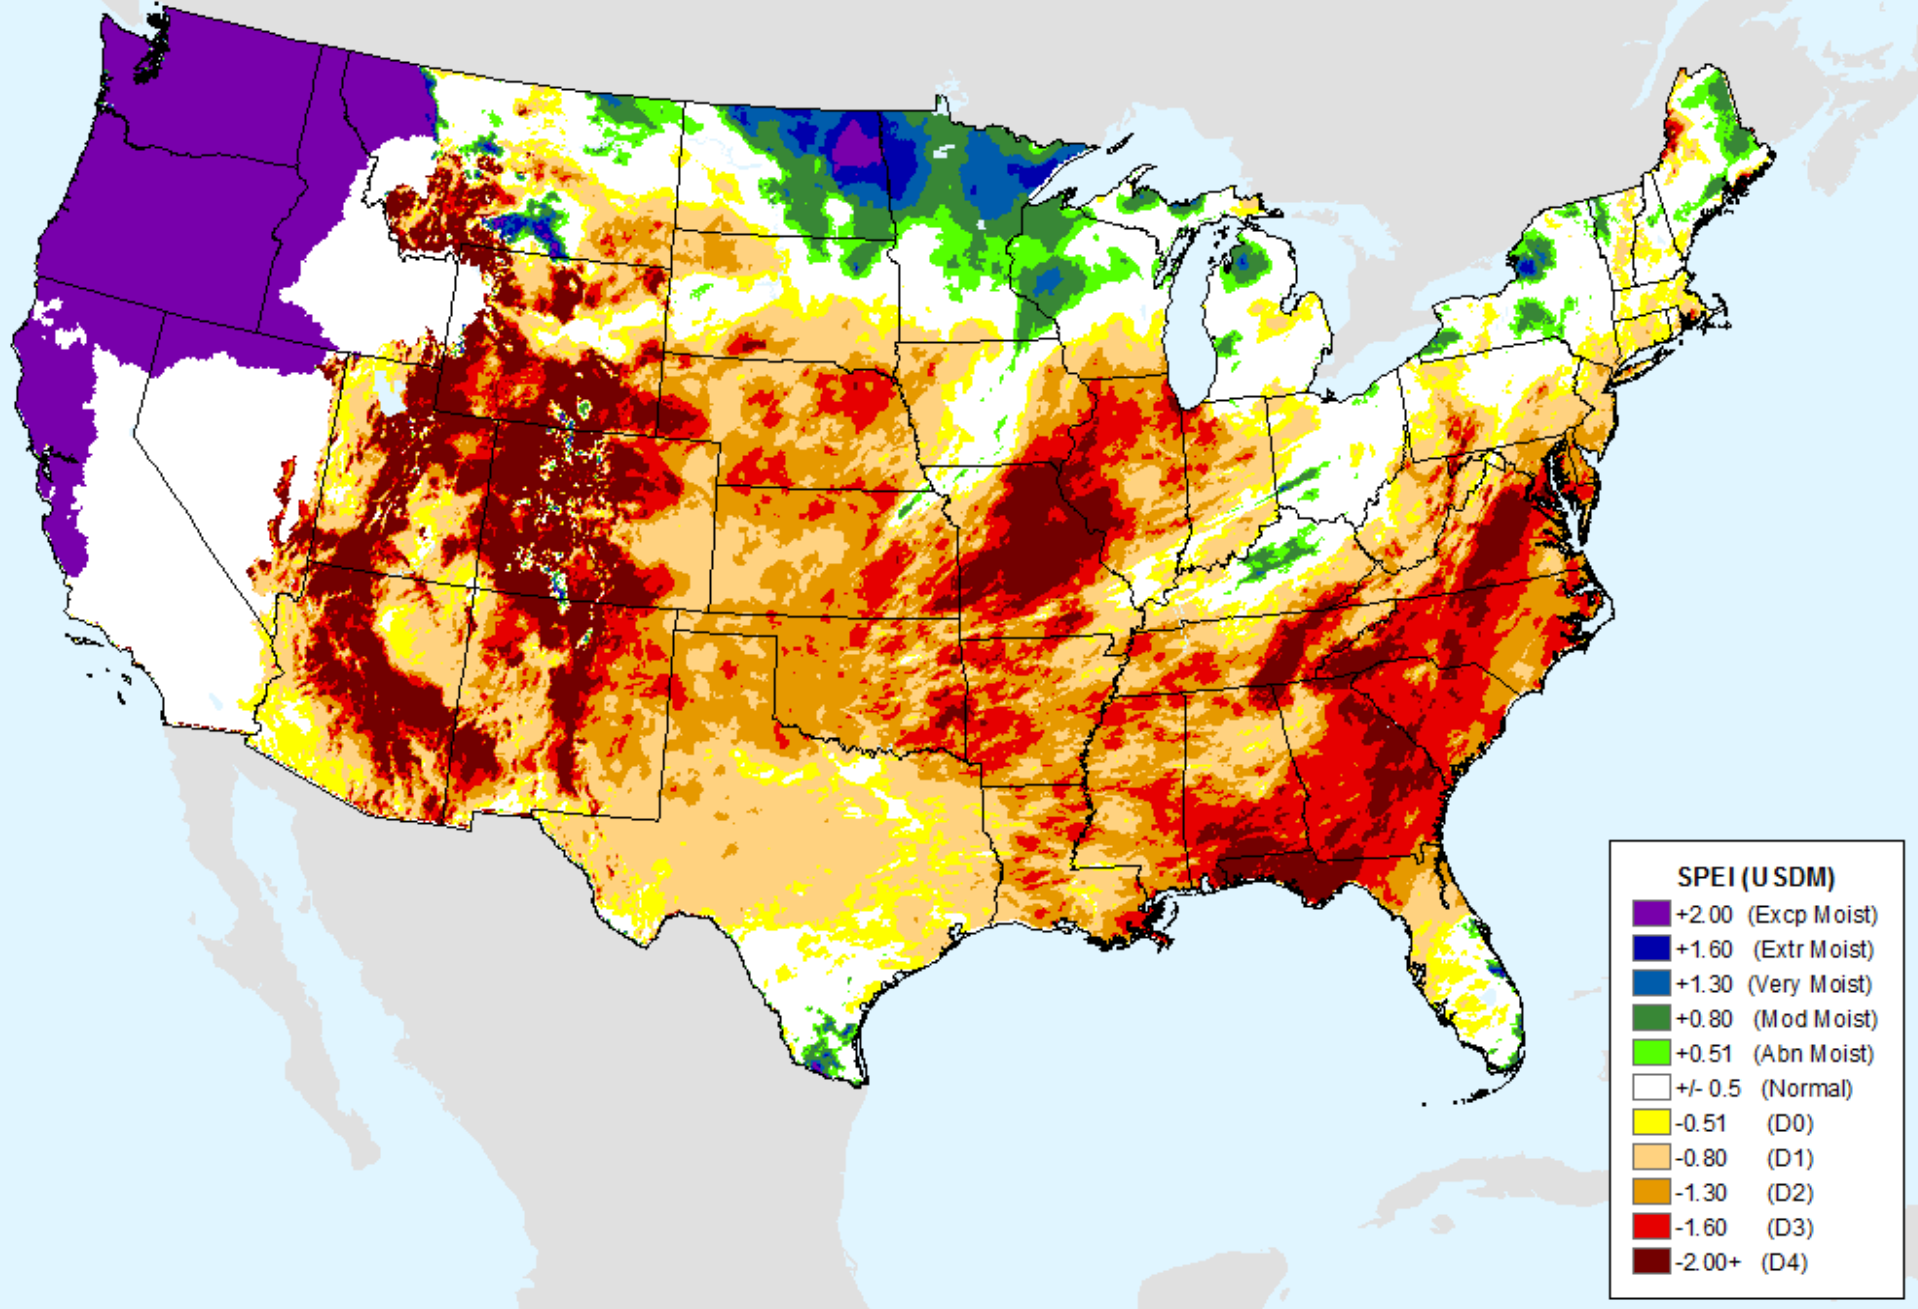 SPEI (USDM)
+2.00 (Excp Moist)
+1.60 (Extr Moist)
+1.30 (Very Moist)
+0.80 (Mod Moist)
+0.51 (Abn Moist)
+/- 0.5 (Normal)
-0.51 (D0)
-0.80 (D1)
-1.30 (D2)
-1.60 (D3)
-2.00+ (D4)